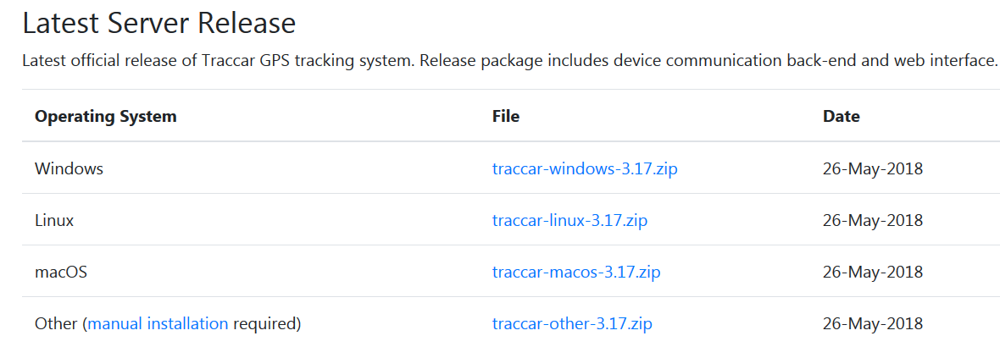 Latest Server Release
Latest official release of Traccar GPS tracking system. Release package includes device communication back-end and web interface.
Operating System File Date
Windows traccar-windows-3.17.zip 26-May-2018
Linux traccar-linux-3.17.zip 26-May-2018
macOS traccar-macos-3.17.zip 26-May-2018
Other (manual installation required) traccar-other-3.17.zip 26-May-2018